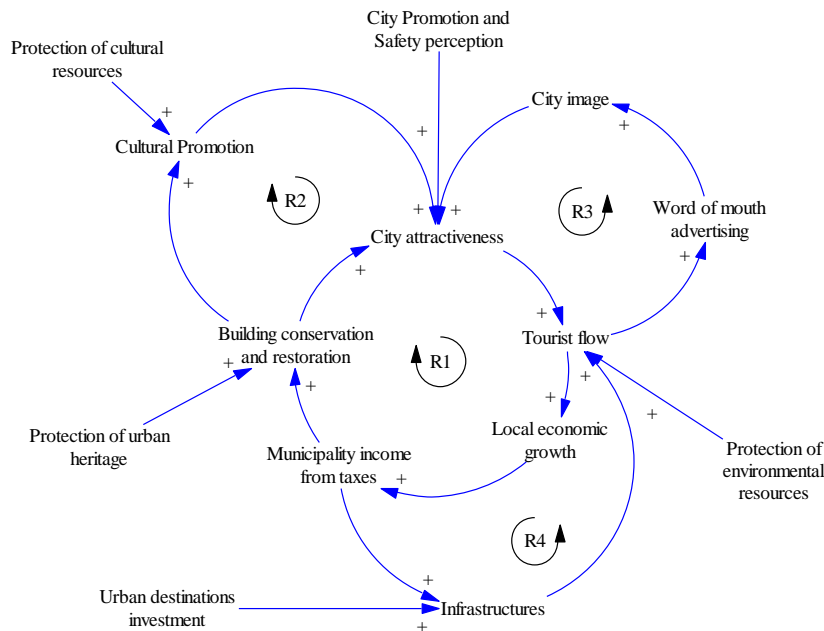 City Promotion and
Safety perception
Protection of cultural
resources
+
City image
+
+
Cultural Promotion
+
R2
+
+
R3
Word of mouth
advertising
City attractiveness
+
+
+
Building conservation
and restoration
+
R1
Tourist flow
+
+
+
+
Protection of urban
heritage
Municipality income
from taxes
Local economic
growth
Protection of
environmental
resources
+
R4
+
Urban destinations
investment
Infrastructures
+